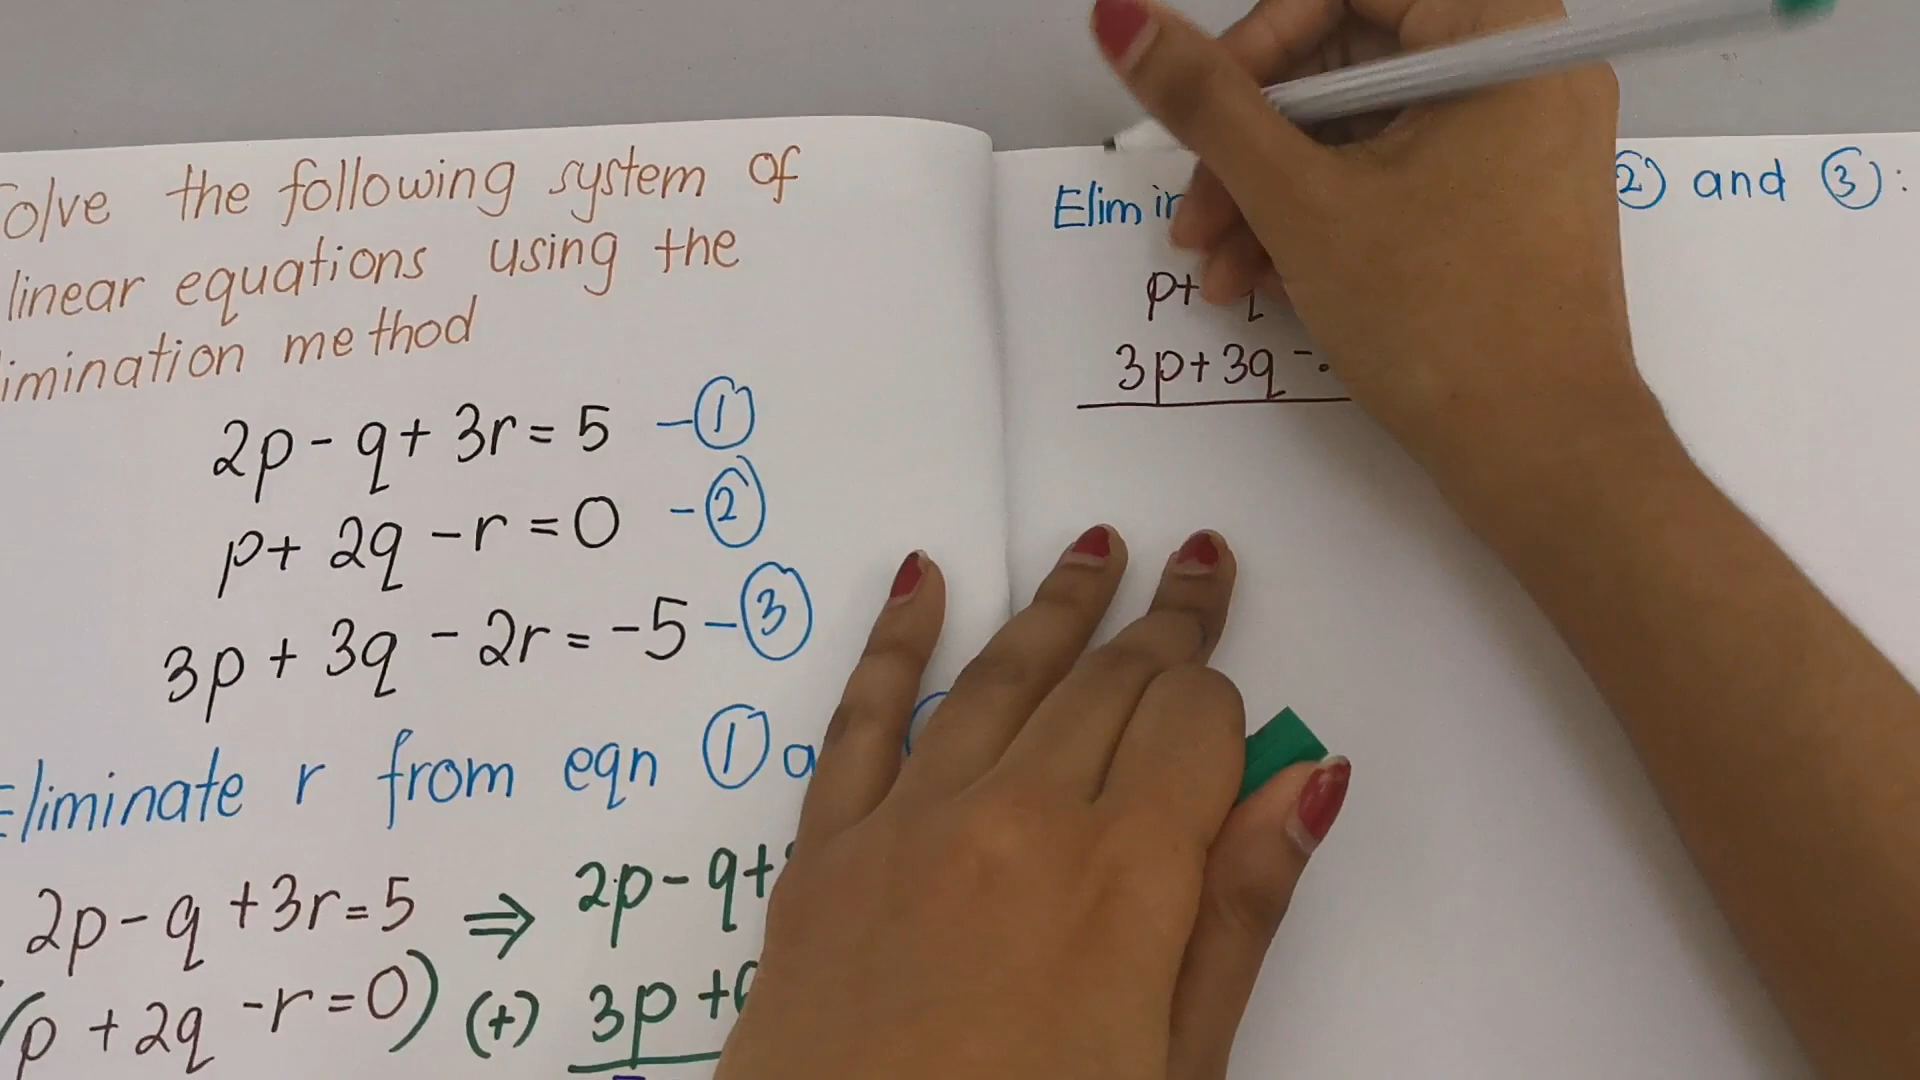 olve the following system of
linear equations using the
imination method
2p - q + 3r = 5 - ①
p + 2q - r = 0 - ②
3p + 3q - 2r = -5 - ③
Eliminate r from eqn ① a
2p - q + 3r = 5 ⇒ 2p - q +
(p + 2q - r = 0) (+) 3p +
Elim ② and ③ :
p + q
3p + 3q -